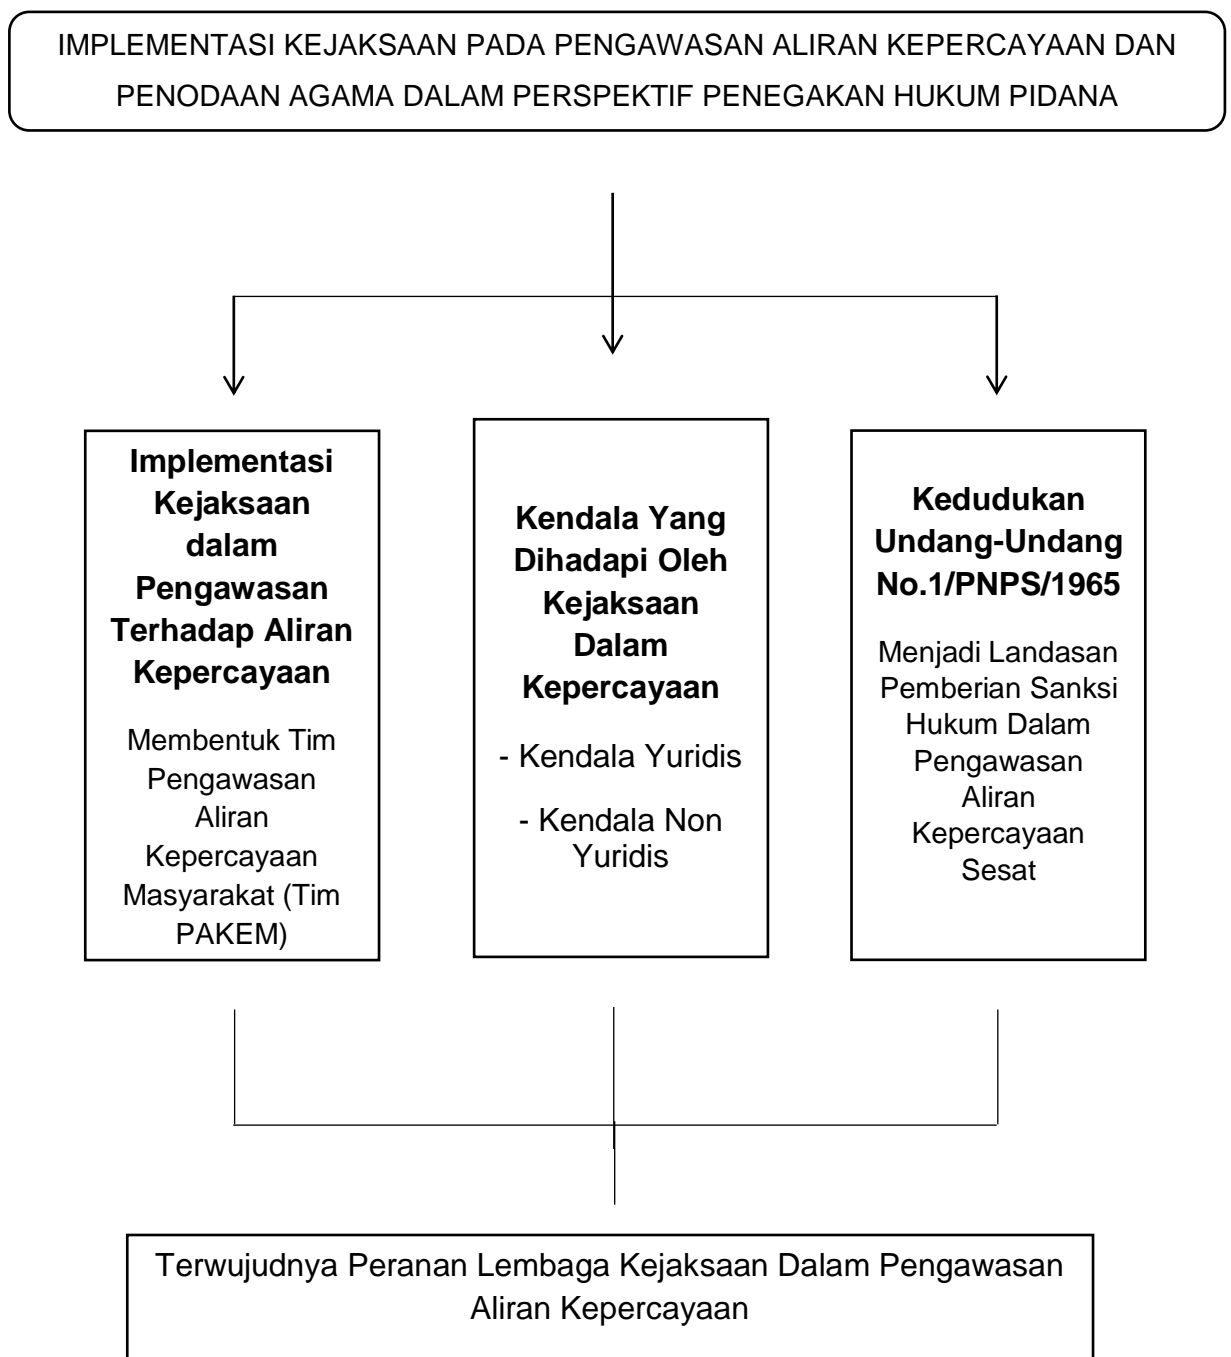 IMPLEMENTASI KEJAKSAAN PADA PENGAWASAN ALIRAN KEPERCAYAAN DAN
PENODAAN AGAMA DALAM PERSPEKTIF PENEGAKAN HUKUM PIDANA
Implementasi
Kejaksaan
dalam
Pengawasan
Terhadap Aliran
Kepercayaan
Membentuk Tim
Pengawasan
Aliran
Kepercayaan
Masyarakat (Tim
PAKEM)
Kendala Yang
Dihadapi Oleh
Kejaksaan
Dalam
Kepercayaan
- Kendala Yuridis
- Kendala Non
Yuridis
Kedudukan
Undang-Undang
No.1/PNPS/1965
Menjadi Landasan
Pemberian Sanksi
Hukum Dalam
Pengawasan
Aliran
Kepercayaan
Sesat
Terwujudnya Peranan Lembaga Kejaksaan Dalam Pengawasan
Aliran Kepercayaan